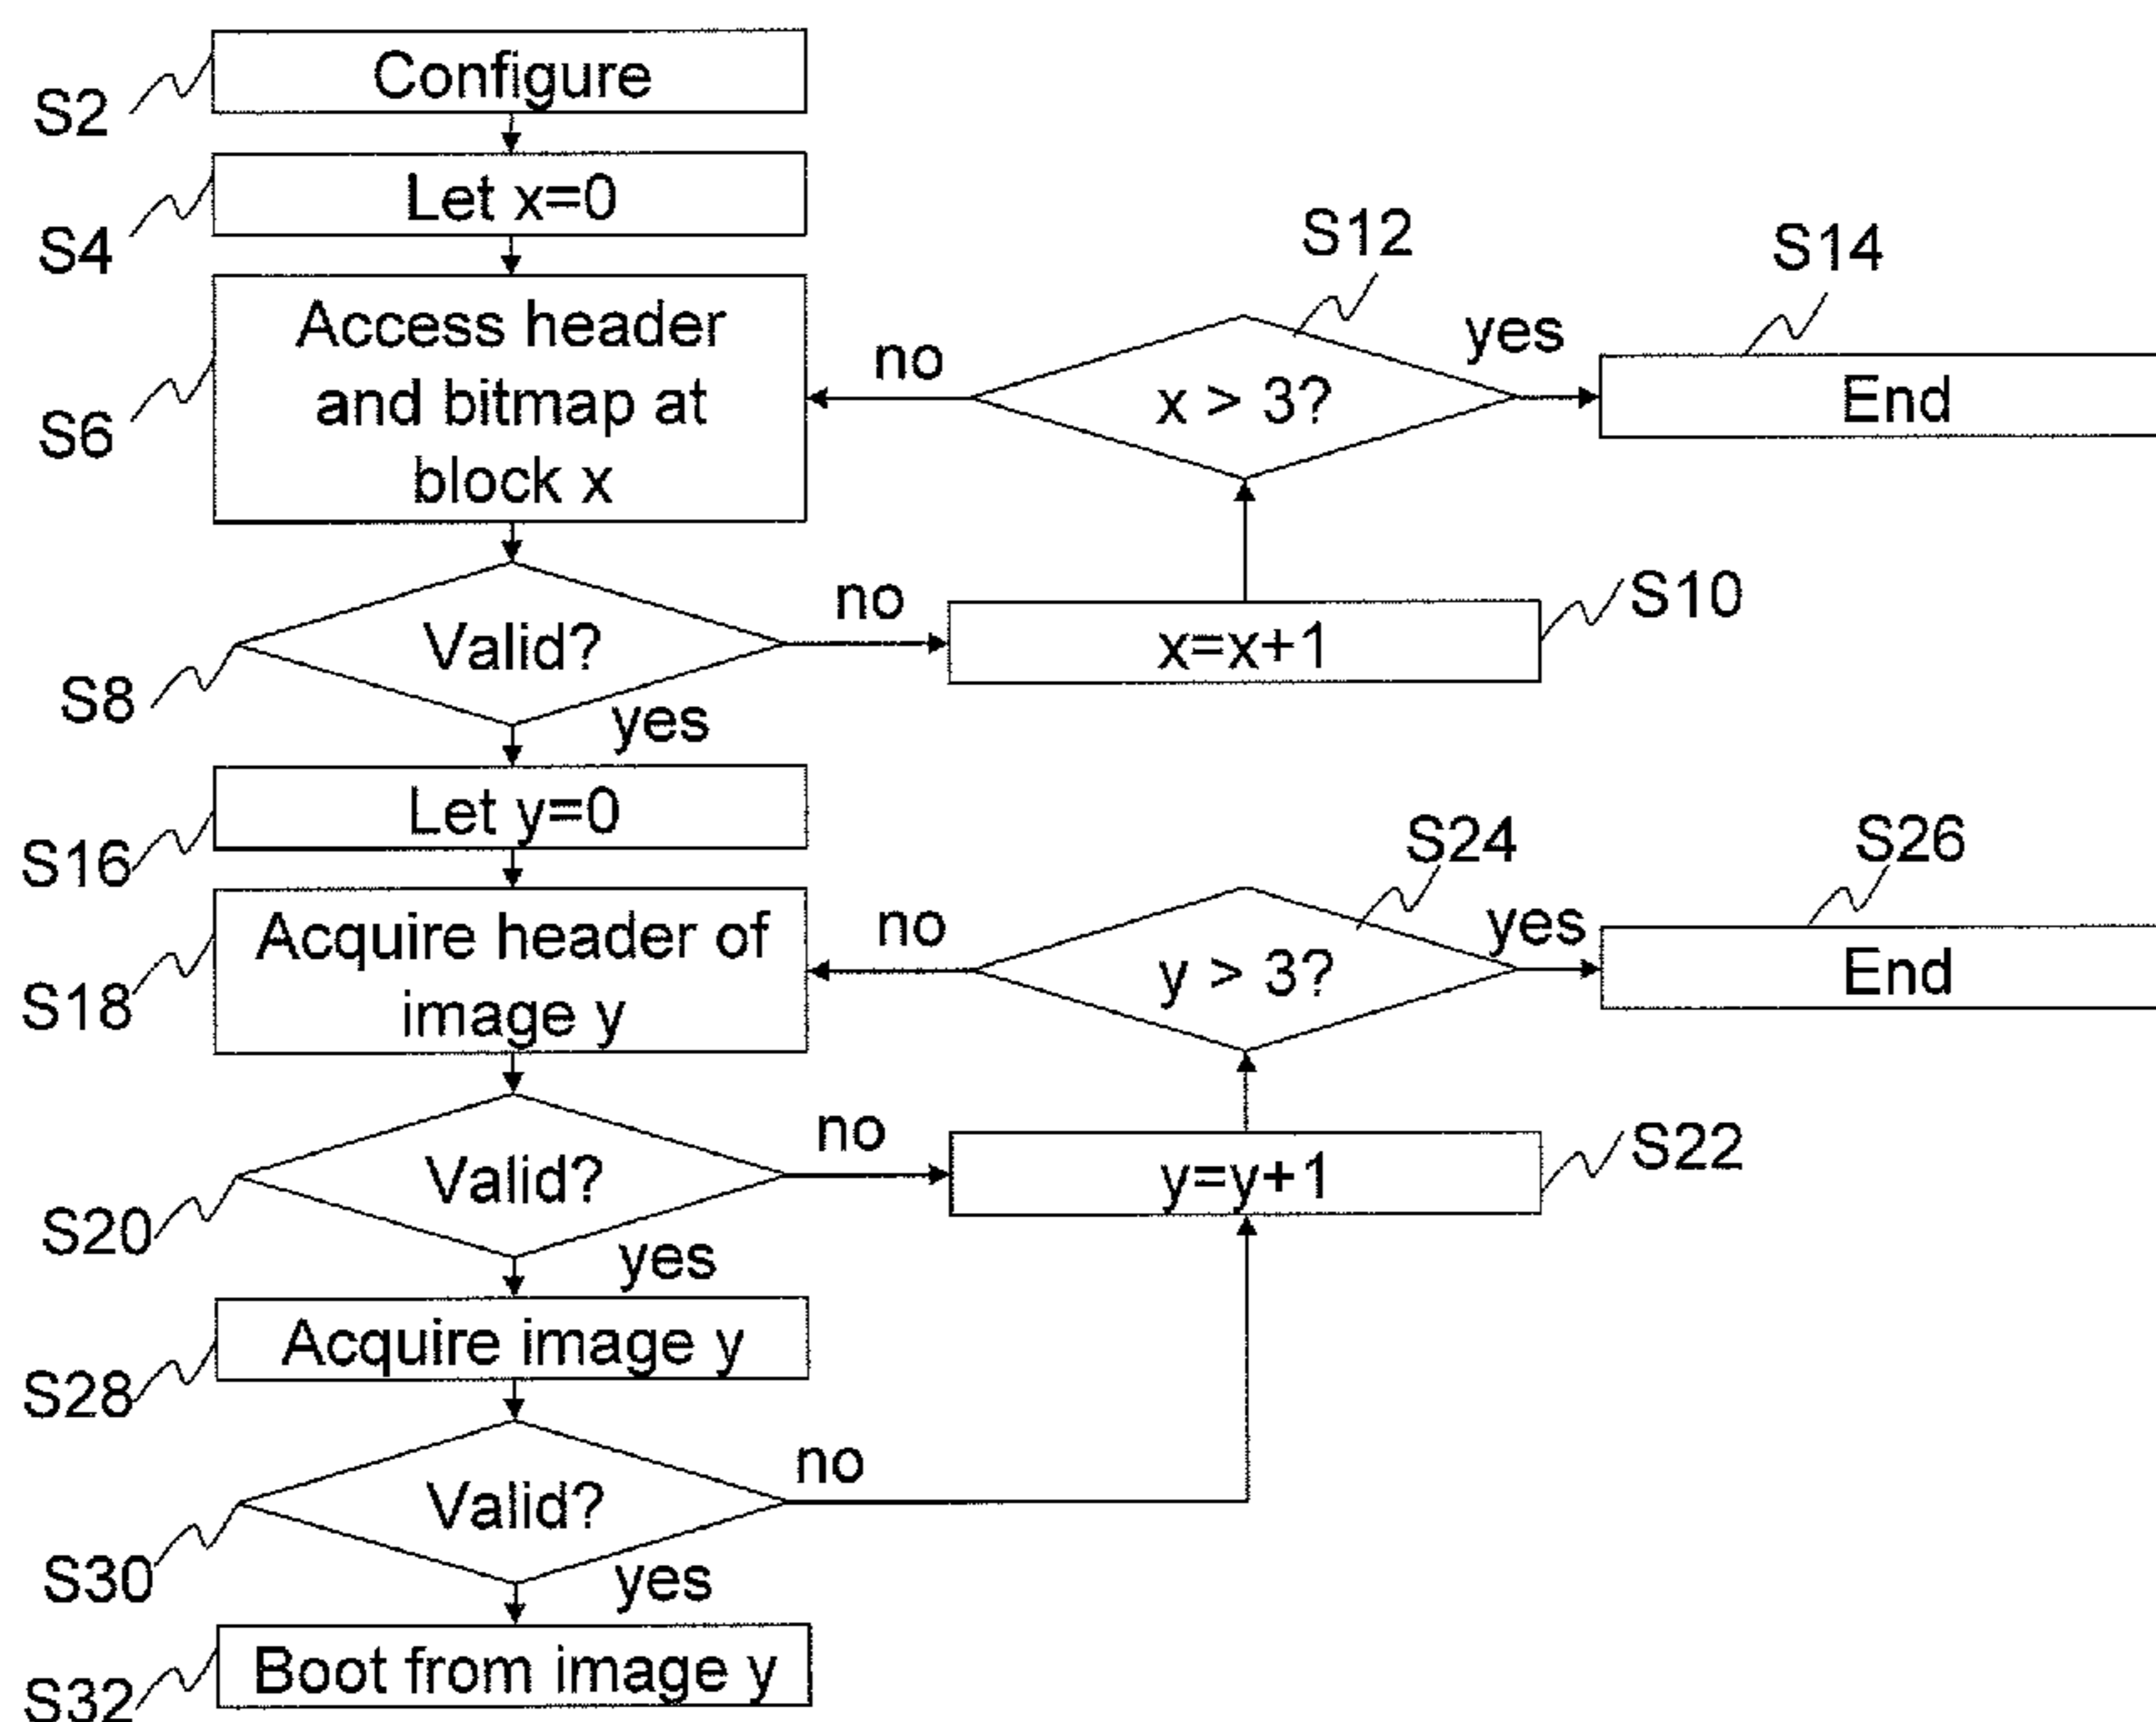 Configure
S2
Let x=0
S4
Access header
and bitmap at
block x
S6
S12
x > 3?
no
yes
S14
End
Valid?
S8
no
yes
x=x+1
S10
Let y=0
S16
Acquire header of
image y
S18
S24
y > 3?
no
yes
S26
End
Valid?
S20
no
yes
y=y+1
S22
Acquire image y
S28
Valid?
S30
no
yes
Boot from image y
S32